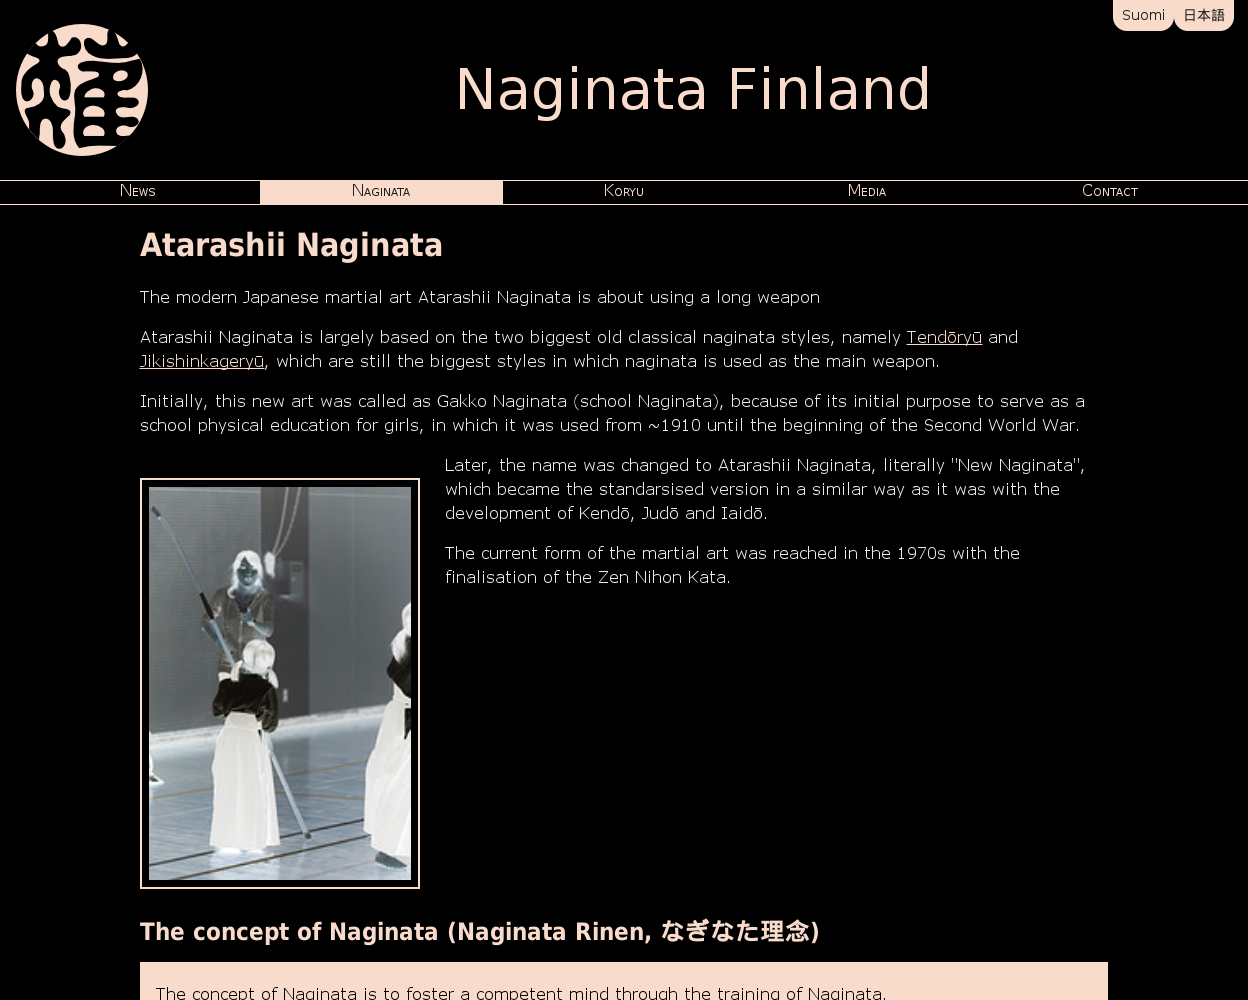 Suomi 日本語
Naginata Finland
News Naginata Koryu Media Contact
Atarashii Naginata
The modern Japanese martial art Atarashii Naginata is about using a long weapon
Atarashii Naginata is largely based on the two biggest old classical naginata styles, namely Tendōryū and
Jikishinkageryū, which are still the biggest styles in which naginata is used as the main weapon.
Initially, this new art was called as Gakko Naginata (school Naginata), because of its initial purpose to serve as a
school physical education for girls, in which it was used from ~1910 until the beginning of the Second World War.
Later, the name was changed to Atarashii Naginata, literally "New Naginata",
which became the standarsised version in a similar way as it was with the
development of Kendō, Judō and Iaidō.
The current form of the martial art was reached in the 1970s with the
finalisation of the Zen Nihon Kata.
The concept of Naginata (Naginata Rinen, なぎなた理念)
The concept of Naginata is to foster a competent mind through the training of Naginata.